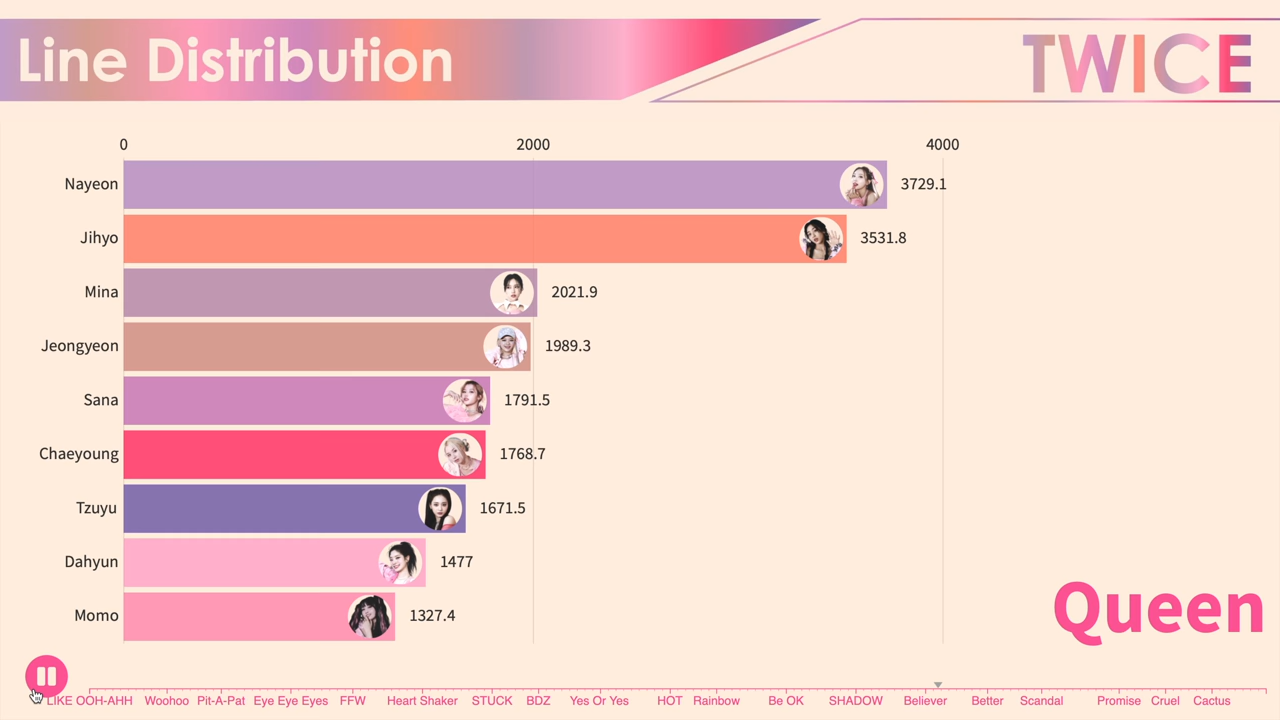 Line Distribution
TWICE
0 2000 4000
Nayeon 3729.1
Jihyo 3531.8
Mina 2021.9
Jeongyeon 1989.3
Sana 1791.5
Chaeyoung 1768.7
Tzuyu 1671.5
Dahyun 1477
Momo 1327.4
Queen
LIKE OOH-AHH Woohoo Pit-A-Pat Eye Eye Eyes FFW Heart Shaker STUCK BDZ Yes Or Yes HOT Rainbow Be OK SHADOW Believer Better Scandal Promise Cruel Cactus